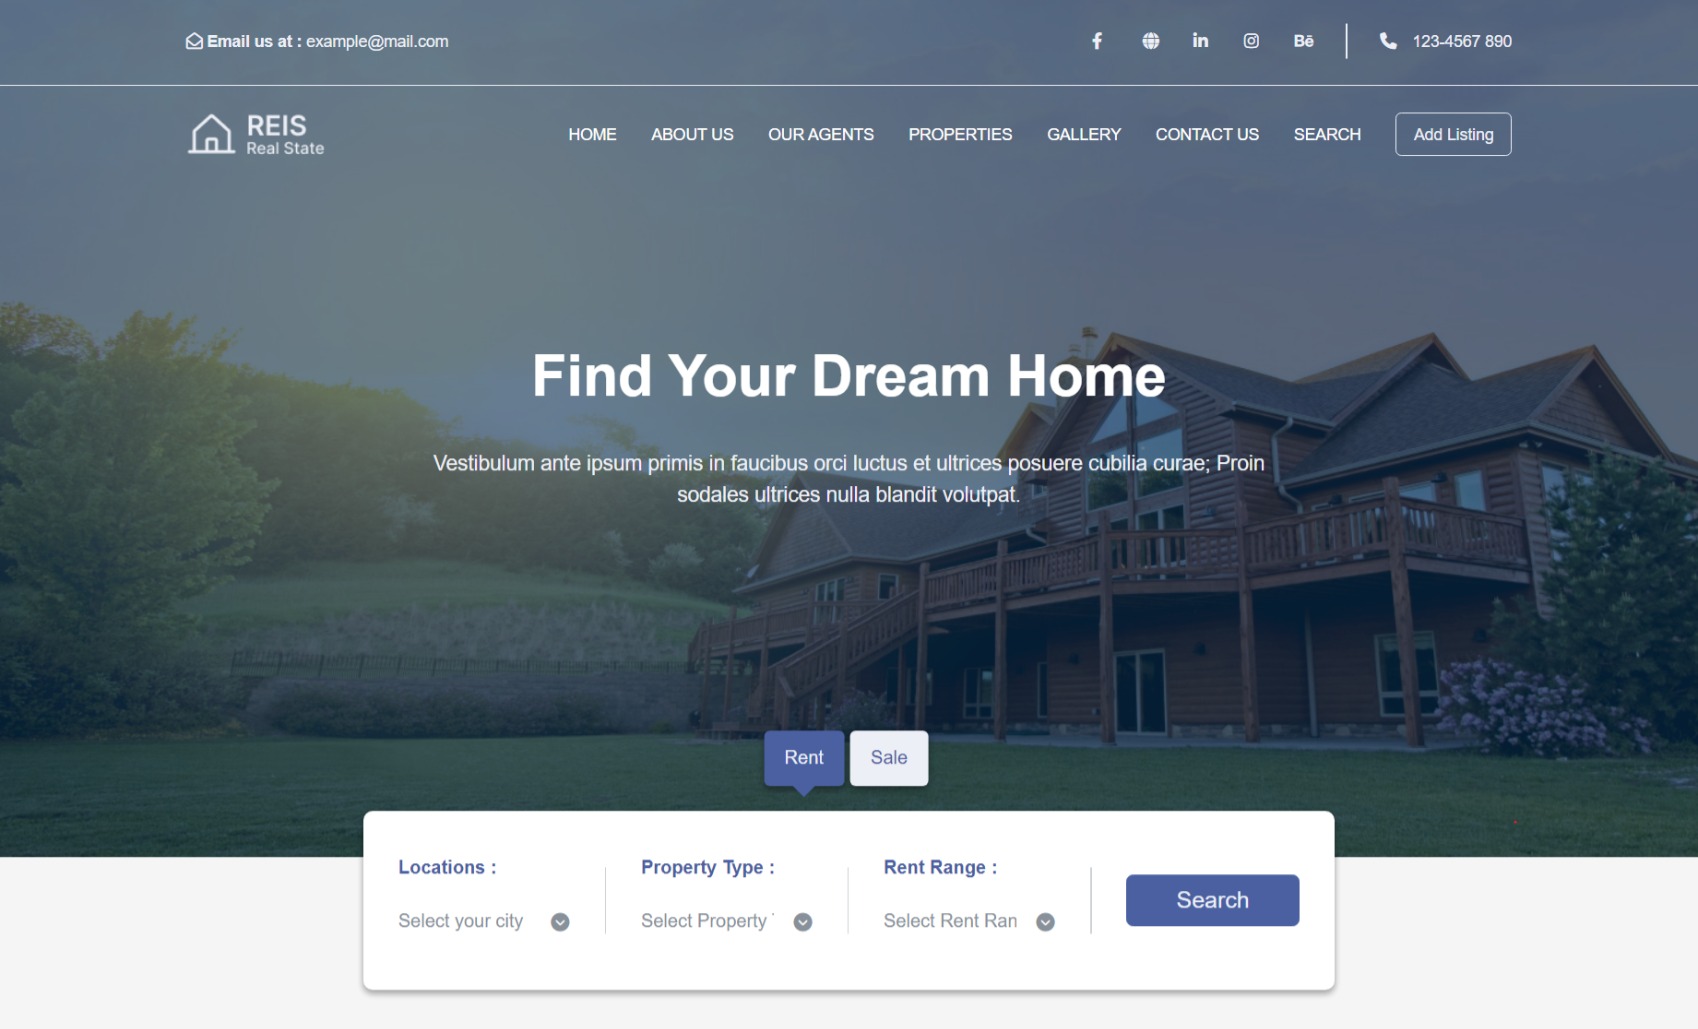 Email us at : example@mail.com
Bē
123-4567 890
REIS
Real State
HOME ABOUT US OUR AGENTS PROPERTIES GALLERY CONTACT US SEARCH Add Listing
Find Your Dream Home
Vestibulum ante ipsum primis in faucibus orci luctus et ultrices posuere cubilia curae; Proin
sodales ultrices nulla blandit volutpat.
Rent Sale
Locations : Property Type : Rent Range :
Select your city Select Property Select Rent Ran
Search